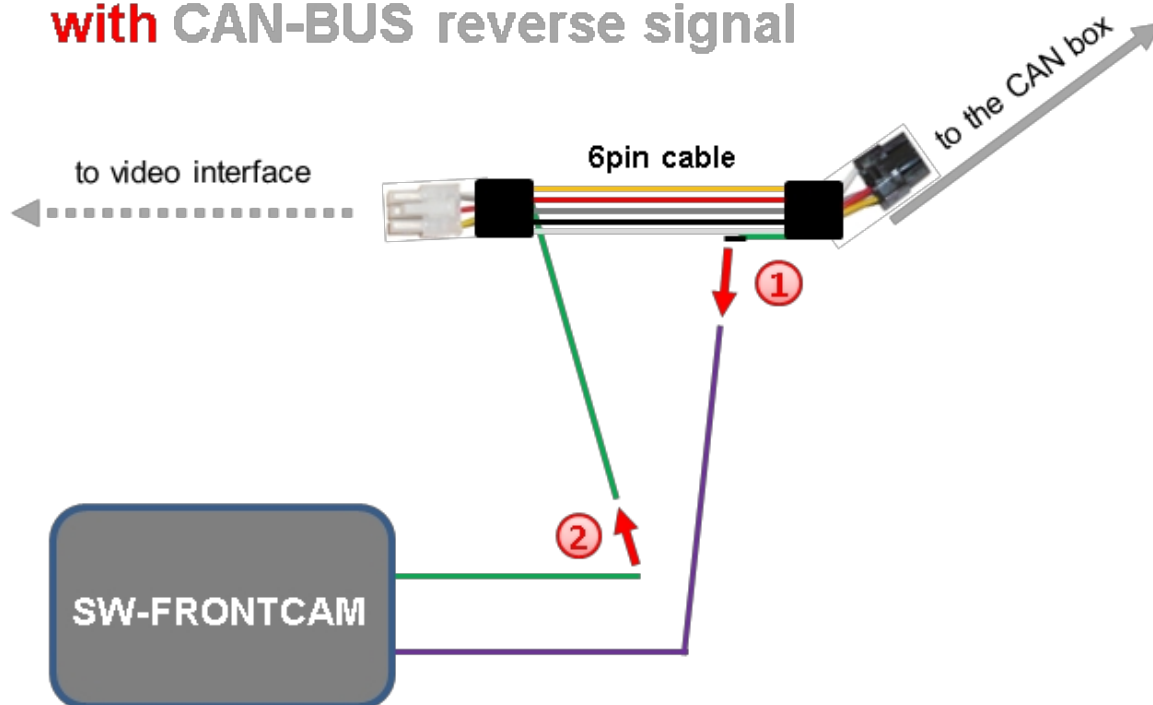 with CAN-BUS reverse signal
to the CAN box
6pin cable
to video interface
1
2
SW-FRONTCAM